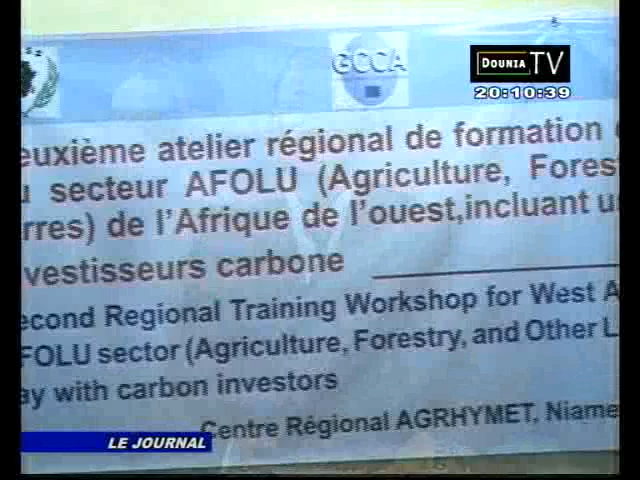 GCCA
DOUNIA TV
20:10:39
euxième atelier régional de formation
secteur AFOLU (Agriculture, Fores
rres) de l'Afrique de l'ouest,incluant u
vestisseurs carbone
econd Regional Training Workshop for West A
FOLU sector (Agriculture, Forestry, and Other L
ay with carbon investors
Centre Régional AGRHYMET, Niame
LE JOURNAL